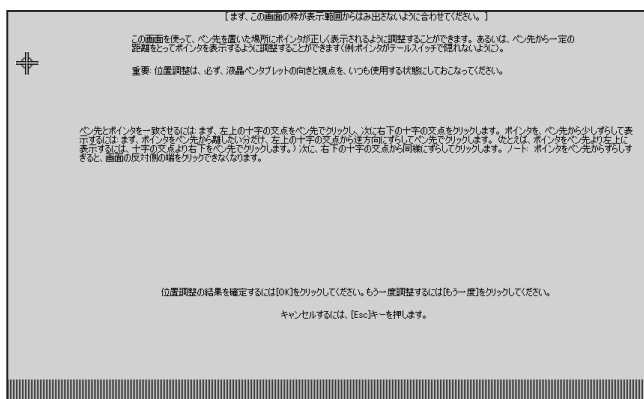 [ まず、この画面の枠が表示範囲からはみ出さないように合わせてください。 ]
この画面を使って、ペン先を置いた場所にポインタが正しく表示されるように調整することができます。あるいは、ペン先から一定の
距離をとってポインタを表示するように調整することができます(例:ポインタがテールスイッチで隠れないように)。
重要: 位置調整は、必ず、液晶ペンタブレットの向きと視点を、いつも使用する状態にしておこなってください。
ペン先とポインタを一致させるには: まず、左上の十字の交点をペン先でクリックし、次に右下の十字の交点をクリックします。ポインタを、ペン先から少しずらして表
示するには: まず、ポインタをペン先から離したい分だけ、左上の十字の交点から逆方向にずらしてペン先でクリックします。(たとえば、ポインタをペン先より左上に
表示するには、十字の交点より右下をペン先でクリックします。) 次に、右下の十字の交点から同様にずらしてクリックします。ノート: ポインタをペン先からずらしす
ぎると、画面の反対側の端をクリックできなくなります。
位置調整の結果を確定するには[OK]をクリックしてください。もう一度調整するには[もう一度]をクリックしてください。
キャンセルするには、[Esc]キーを押します。